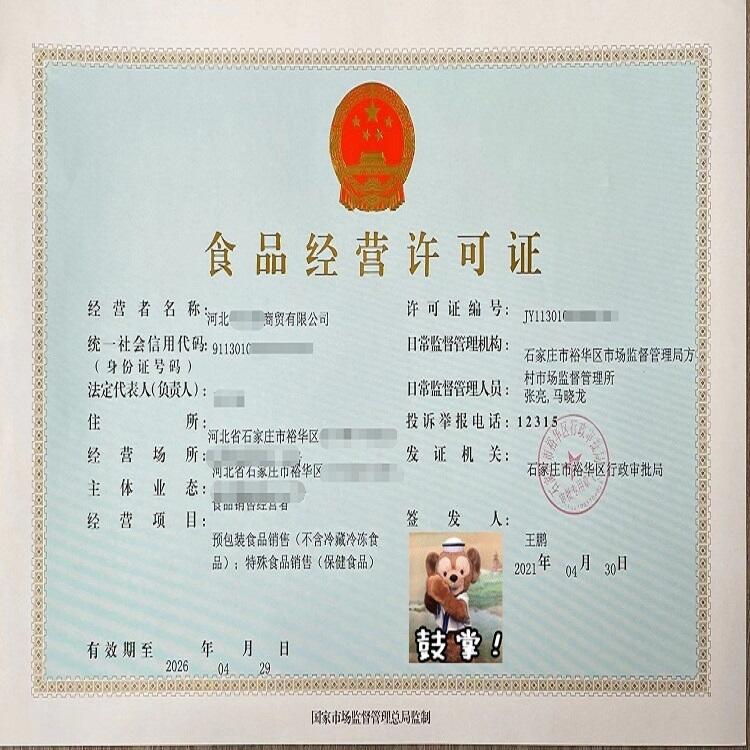 食品经营许可证
经营者名称: 河北 商贸有限公司
统一社会信用代码: 9113010
(身份证号码)
法定代表人(负责人):
住所: 河北省石家庄市裕华区
经营场所: 河北省石家庄市裕华区
主体业态: 食品销售经营者
经营项目: 预包装食品销售（不含冷藏冷冻食
品）；特殊食品销售（保健食品）
有效期至 2026 年 04 月 29 日
许可证编号: JY113010
日常监督管理机构: 石家庄市裕华区市场监督管理局方
村市场监督管理所
日常监督管理人员: 张亮,马晓龙
投诉举报电话: 12315
发证机关: 石家庄市裕华区行政审批局
签发人: 王鹏
2021年 04月 30日
鼓掌！
国家市场监督管理总局监制